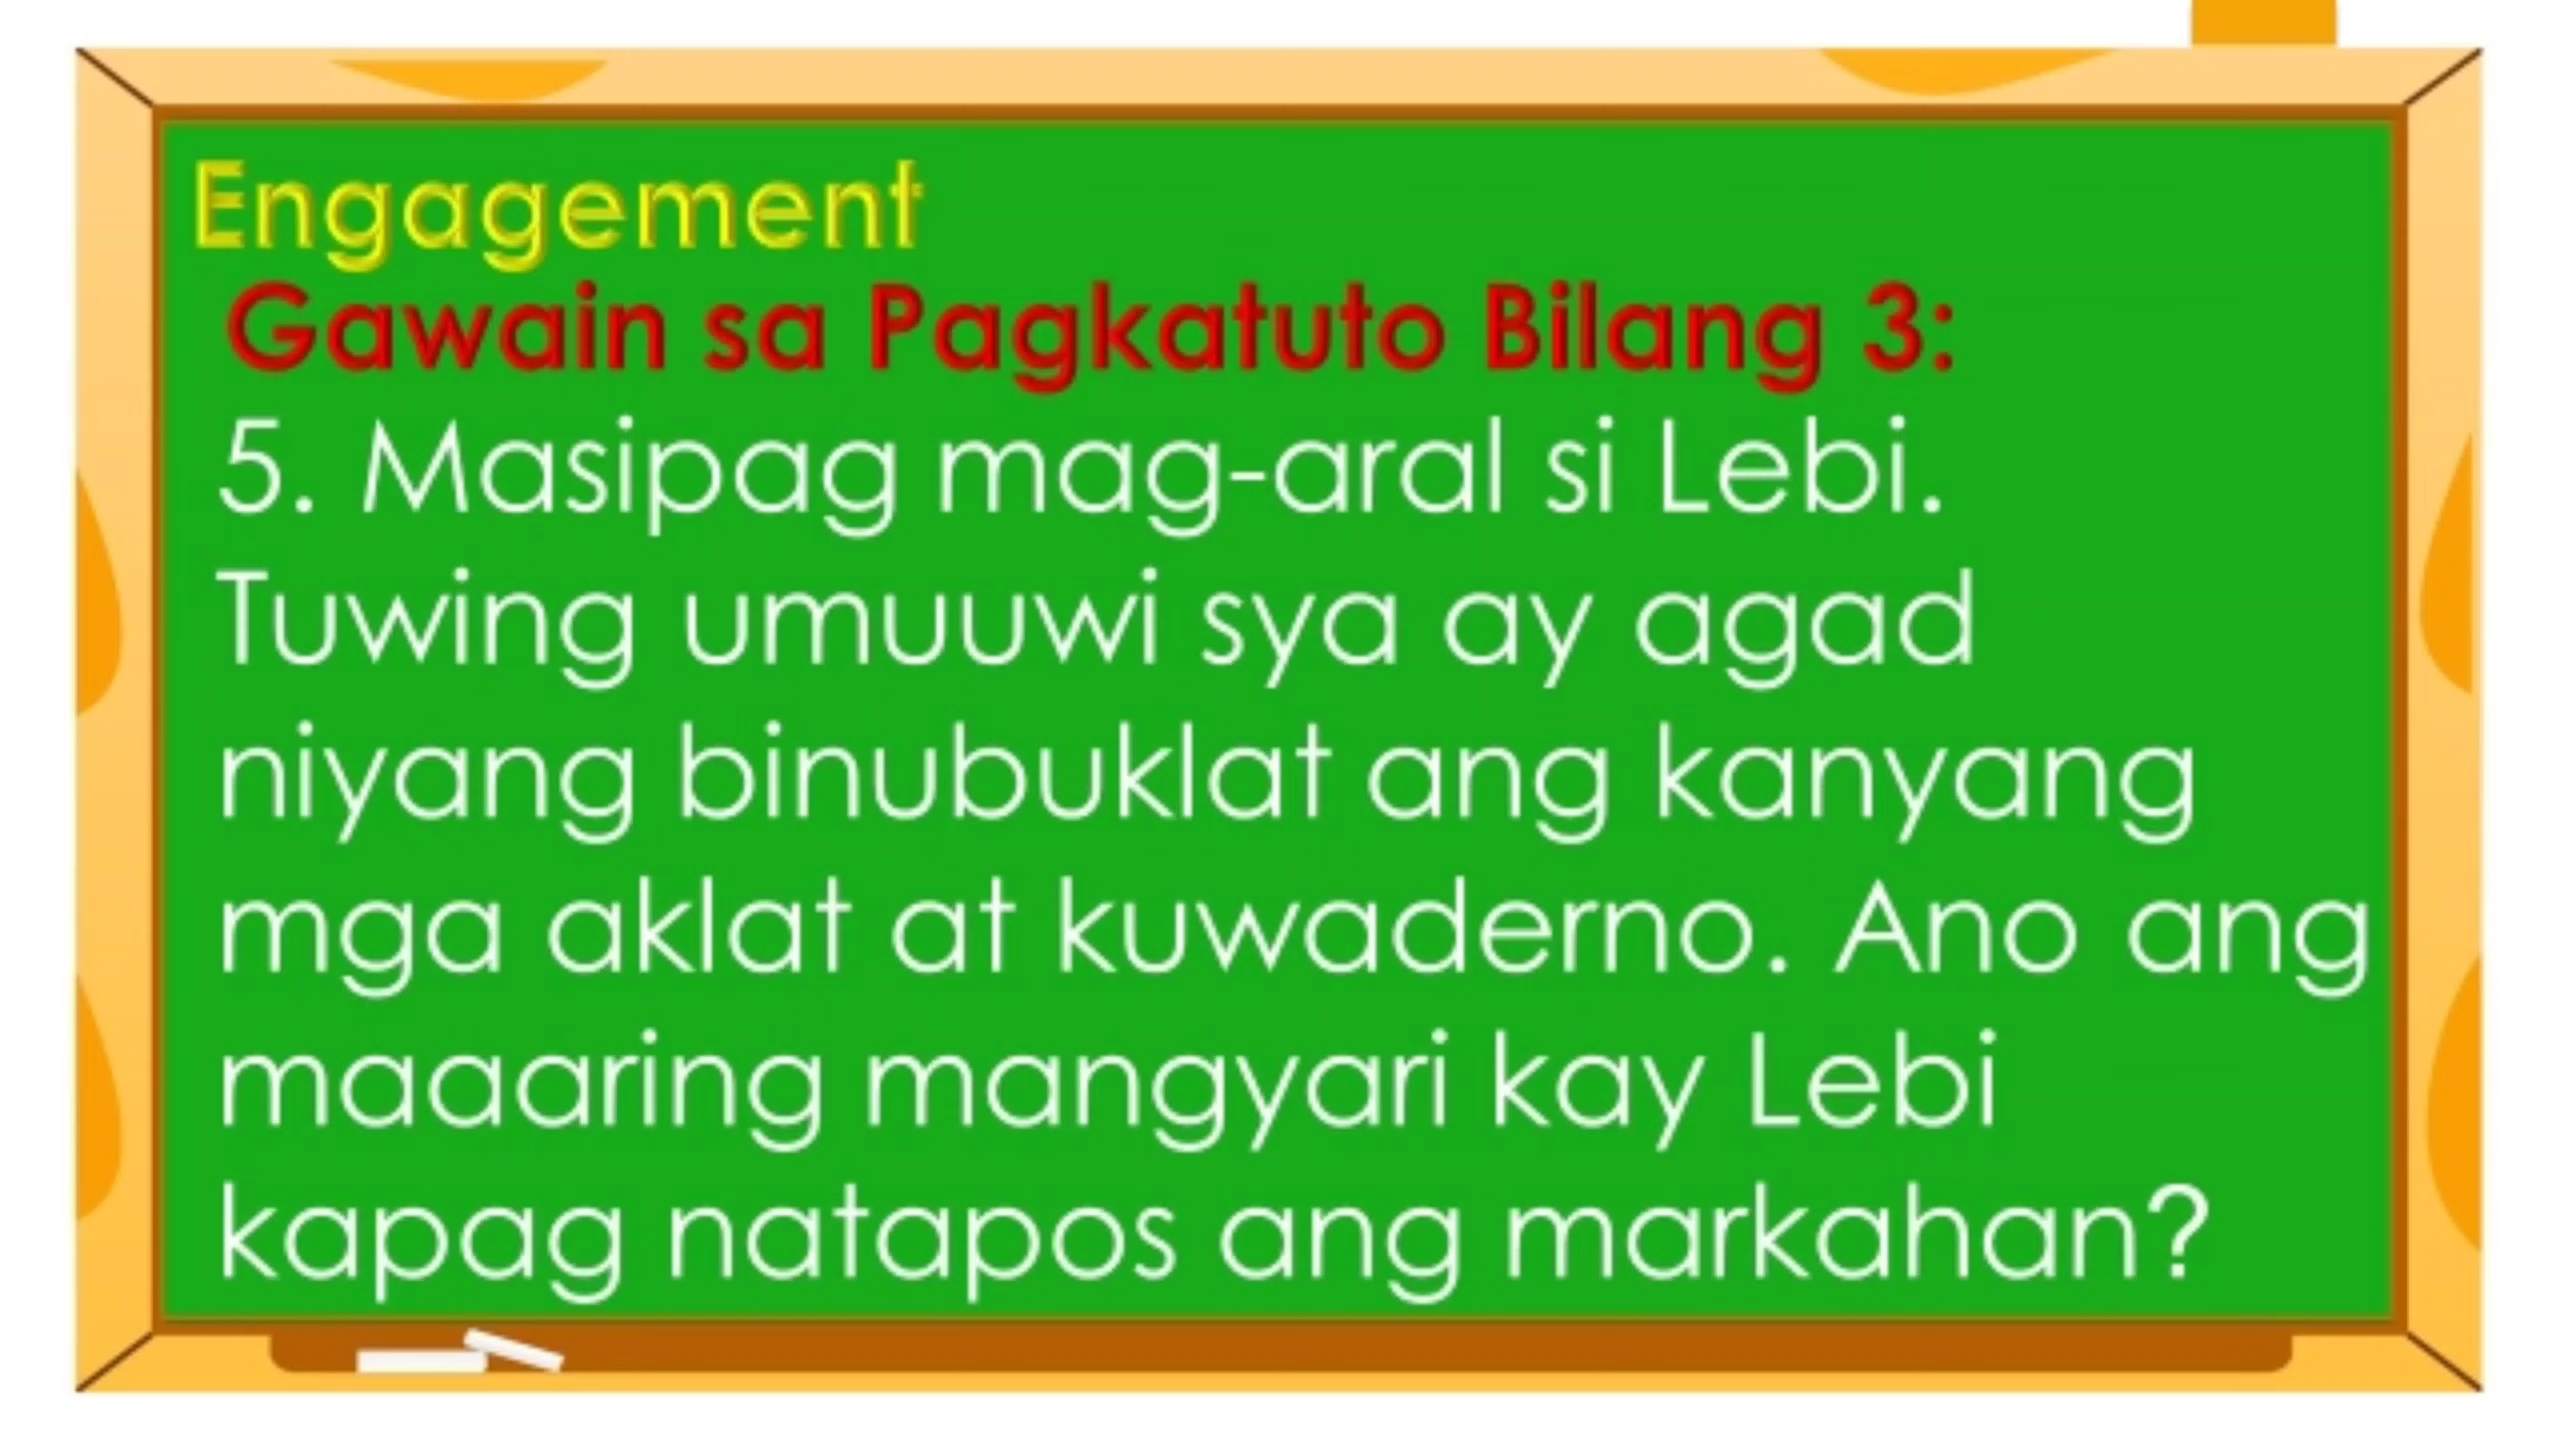 Engagement
Gawain sa Pagkatuto Bilang 3:
5. Masipag mag-aral si Lebi.
Tuwing umuuwi sya ay agad
niyang binubuklat ang kanyang
mga aklat at kuwaderno. Ano ang
maaaring mangyari kay Lebi
kapag natapos ang markahan?